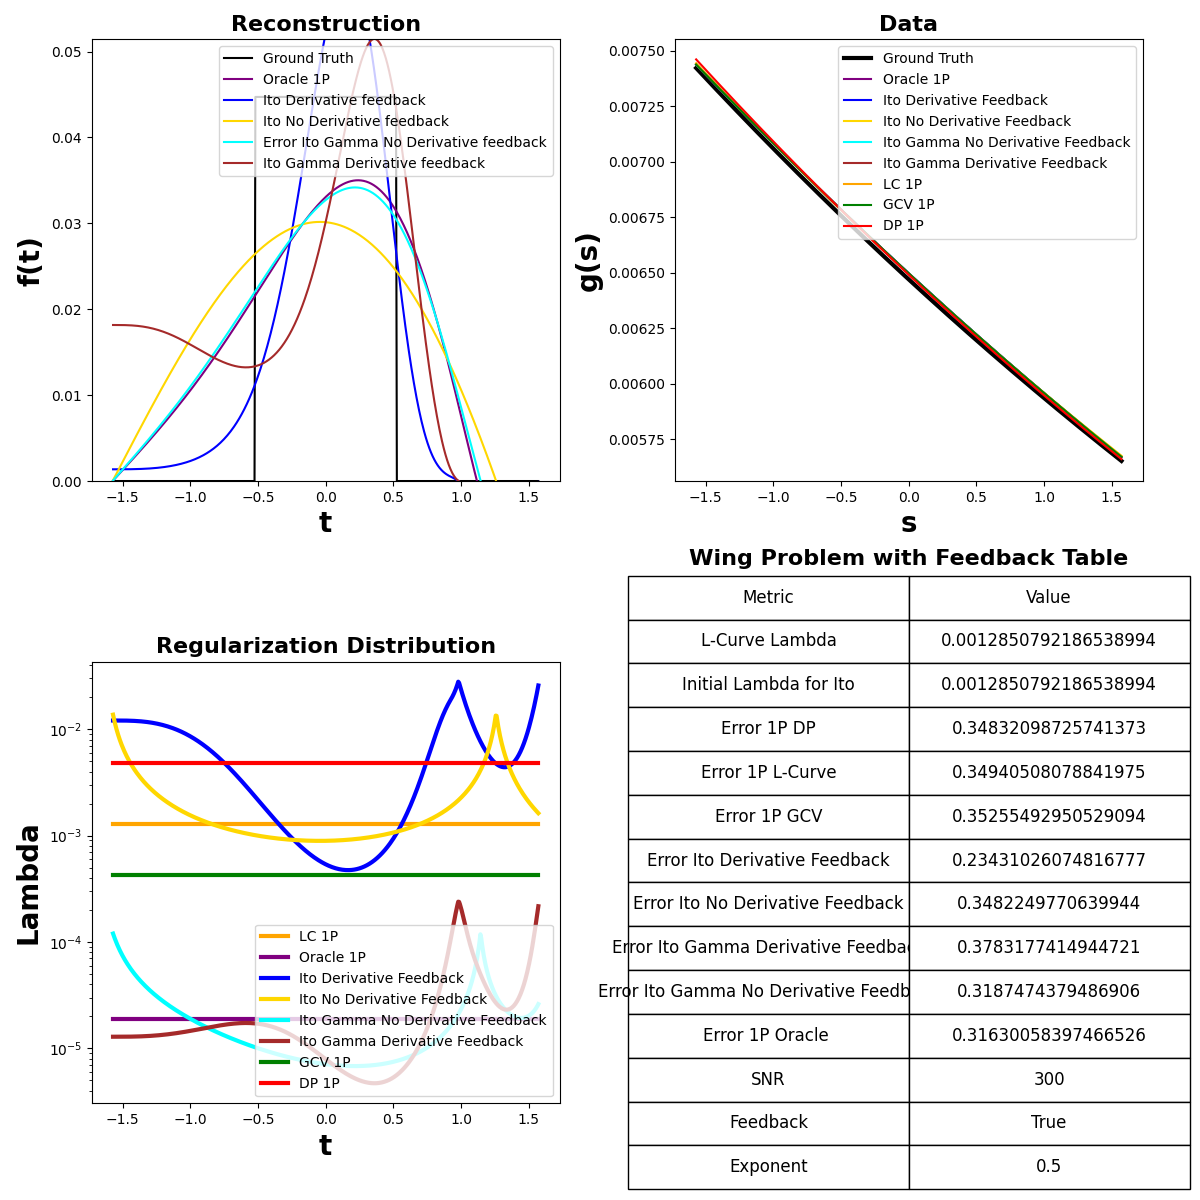 Reconstruction
0.05
0.04
0.03
0.02
0.01
0.00
f(t)
Ground Truth
Oracle 1P
Ito Derivative feedback
Ito No Derivative feedback
Error Ito Gamma No Derivative feedback
Ito Gamma Derivative feedback
−1.5 −1.0 −0.5 0.0 0.5 1.0 1.5
t
Data
0.00750
0.00725
0.00700
0.00675
0.00650
0.00625
0.00600
0.00575
g(s)
Ground Truth
Oracle 1P
Ito Derivative Feedback
Ito No Derivative Feedback
Ito Gamma No Derivative Feedback
Ito Gamma Derivative Feedback
LC 1P
GCV 1P
DP 1P
−1.5 −1.0 −0.5 0.0 0.5 1.0 1.5
s
Regularization Distribution
10⁻²
10⁻³
10⁻⁴
10⁻⁵
Lambda
LC 1P
Oracle 1P
Ito Derivative Feedback
Ito No Derivative Feedback
Ito Gamma No Derivative Feedback
Ito Gamma Derivative Feedback
GCV 1P
DP 1P
−1.5 −1.0 −0.5 0.0 0.5 1.0 1.5
t
Wing Problem with Feedback Table
Metric Value
L-Curve Lambda 0.0012850792186538994
Initial Lambda for Ito 0.0012850792186538994
Error 1P DP 0.34832098725741373
Error 1P L-Curve 0.34940508078841975
Error 1P GCV 0.35255492950529094
Error Ito Derivative Feedback 0.23431026074816777
Error Ito No Derivative Feedback 0.3482249770639944
Error Ito Gamma Derivative Feedbac 0.3783177414944721
Error Ito Gamma No Derivative Feedb 0.3187474379486906
Error 1P Oracle 0.31630058397466526
SNR 300
Feedback True
Exponent 0.5